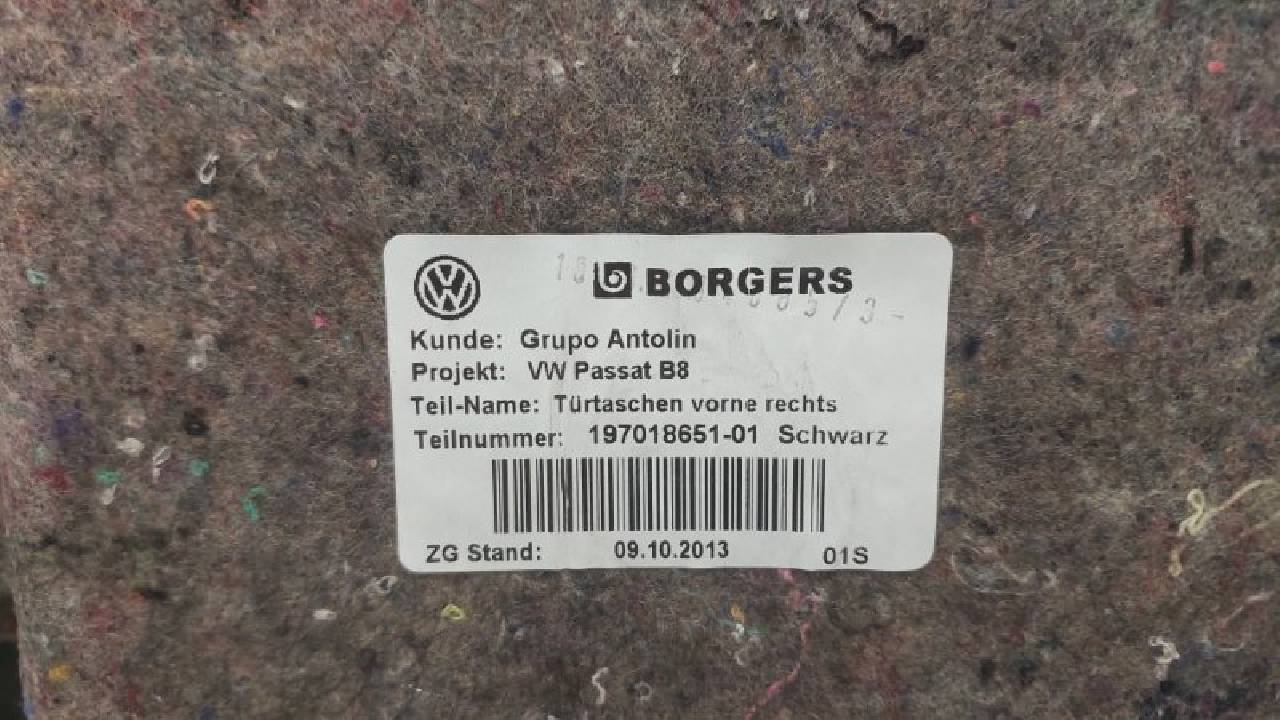 BORGERS
Kunde: Grupo Antolin
Projekt: VW Passat B8
Teil-Name: Türtaschen vorne rechts
Teilnummer: 197018651-01 Schwarz
ZG Stand: 09.10.2013 01S